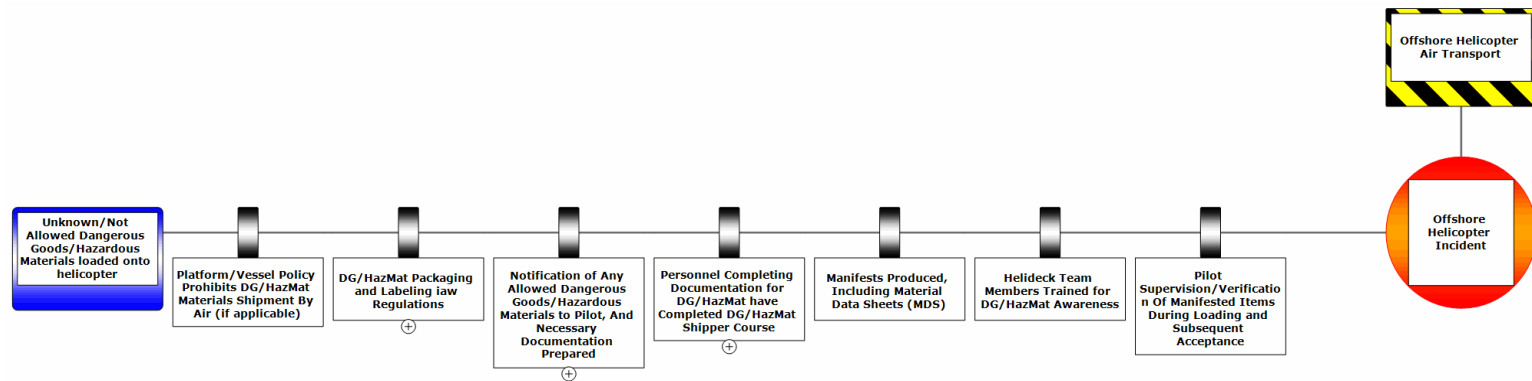 Offshore Helicopter
Air Transport
Unknown/Not
Allowed Dangerous
Goods/Hazardous
Materials loaded onto
helicopter
Platform/Vessel Policy
Prohibits DG/HazMat
Materials Shipment By
Air (if applicable)
DG/HazMat Packaging
and Labeling iaw
Regulations
Notification of Any
Allowed Dangerous
Goods/Hazardous
Materials to Pilot, And
Necessary
Documentation
Prepared
Personnel Completing
Documentation for
DG/HazMat have
Completed DG/HazMat
Shipper Course
Manifests Produced,
Including Material
Data Sheets (MDS)
Helideck Team
Members Trained for
DG/HazMat Awareness
Pilot
Supervision/Verificatio
n Of Manifested Items
During Loading and
Subsequent
Acceptance
Offshore
Helicopter
Incident